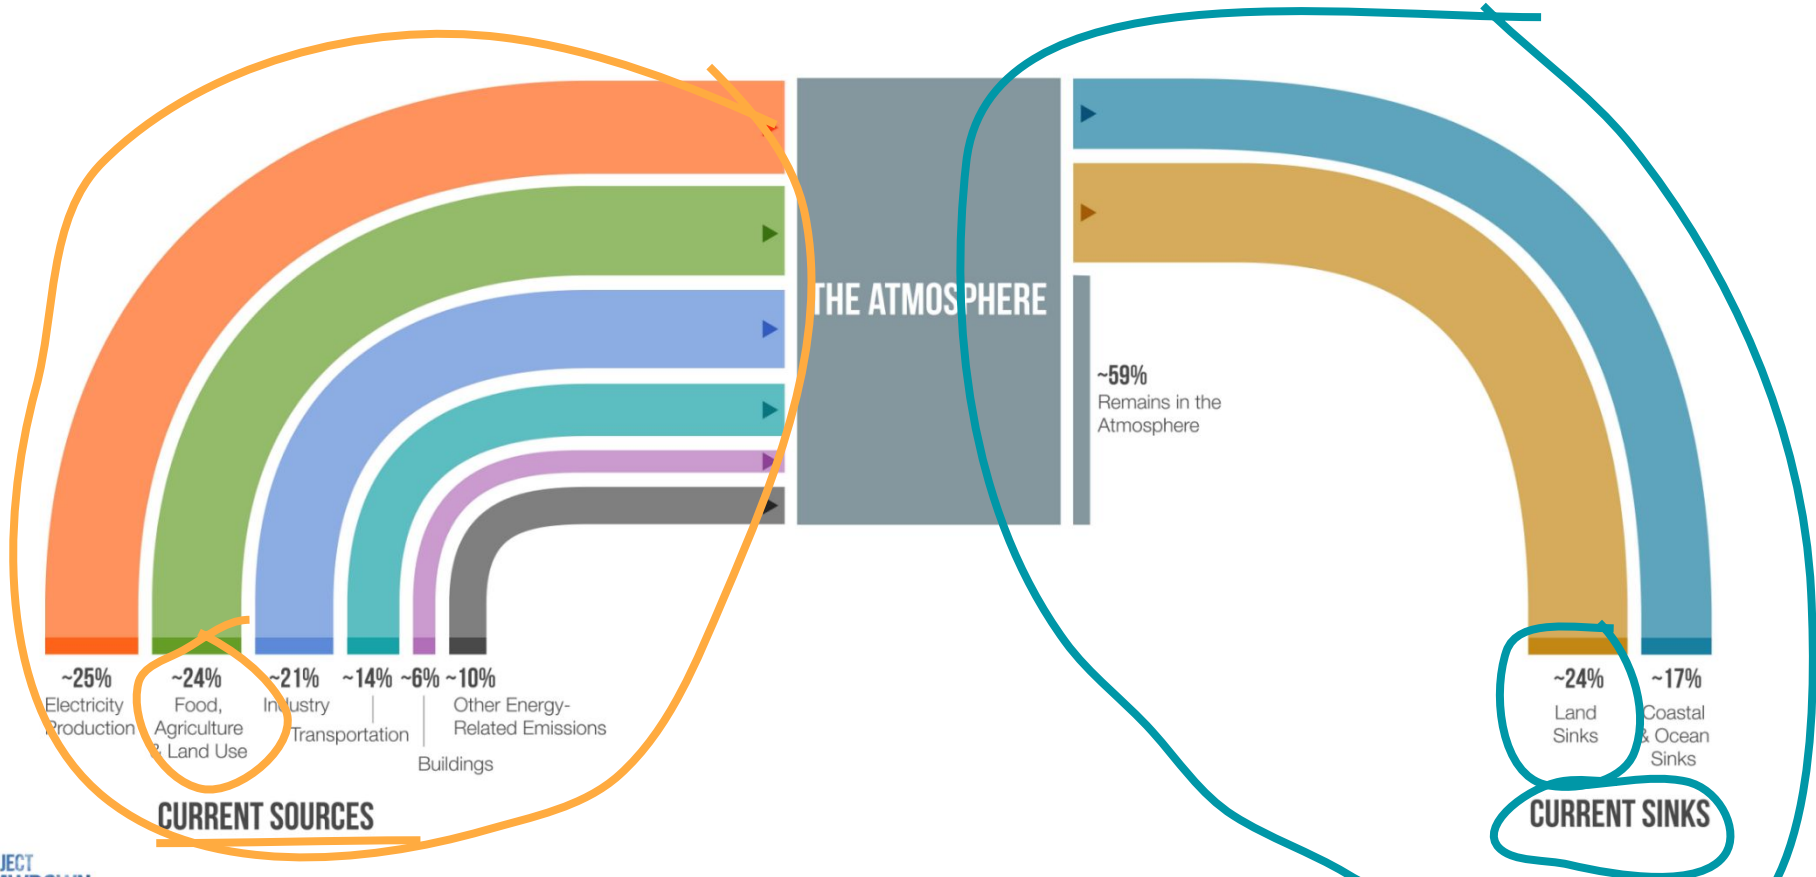 THE ATMOSPHERE
~59%
Remains in the
Atmosphere
~25%
Electricity
Production
~24%
Food,
Agriculture
& Land Use
~21%
Industry
~14%
Transportation
~6%
Buildings
~10%
Other Energy-
Related Emissions
CURRENT SOURCES
~24%
Land
Sinks
~17%
Coastal
& Ocean
Sinks
CURRENT SINKS